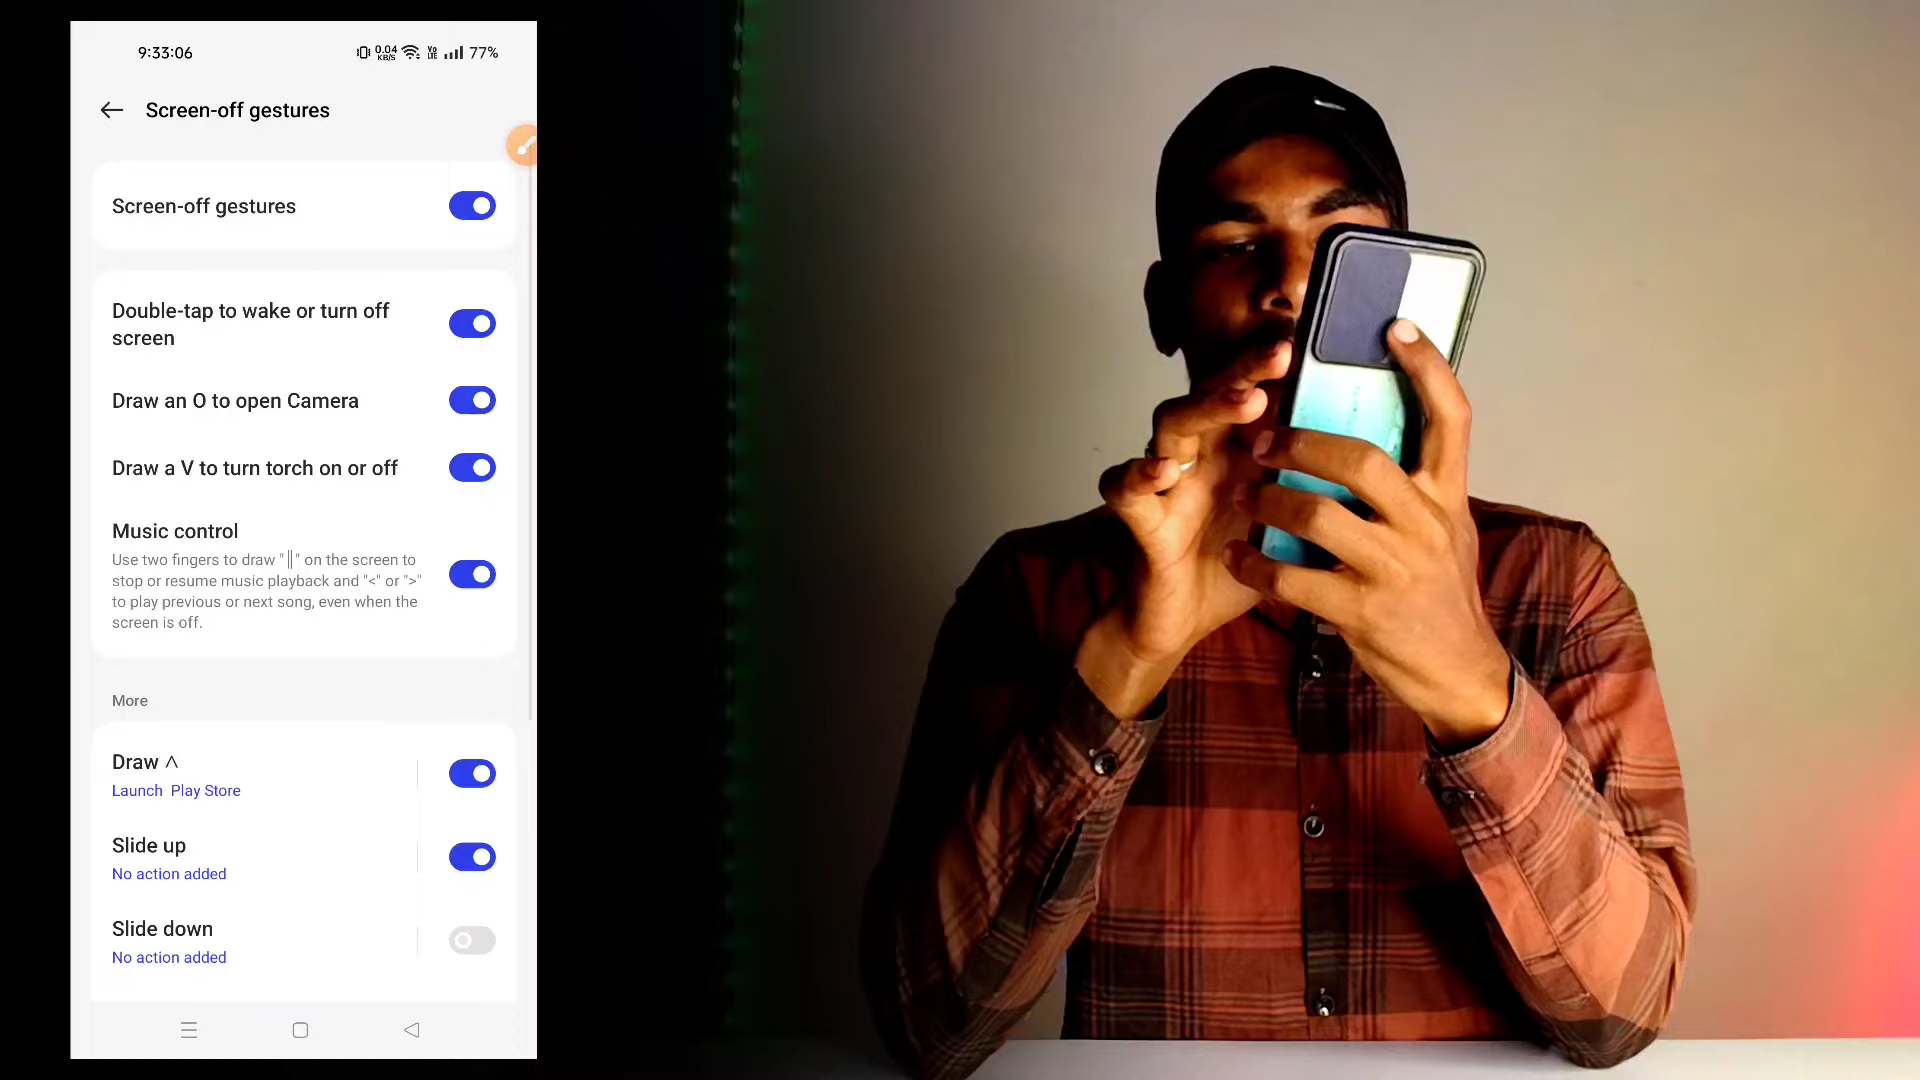 9:33:06 0.04 KB/S Vo LTE 77%
Screen-off gestures
Screen-off gestures
Double-tap to wake or turn off
screen
Draw an O to open Camera
Draw a V to turn torch on or off
Music control
Use two fingers to draw "||" on the screen to
stop or resume music playback and "<" or ">"
to play previous or next song, even when the
screen is off.
More
Draw ^
Launch Play Store
Slide up
No action added
Slide down
No action added